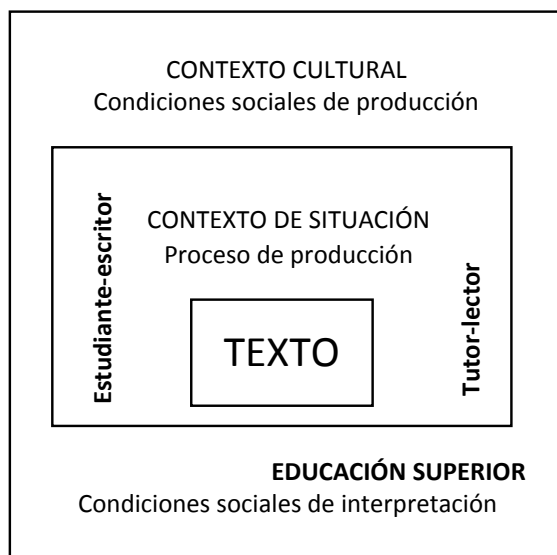 CONTEXTO CULTURAL
Condiciones sociales de producción
Estudiante-escritor
CONTEXTO DE SITUACIÓN
Proceso de producción
TEXTO
Tutor-lector
EDUCACIÓN SUPERIOR
Condiciones sociales de interpretación